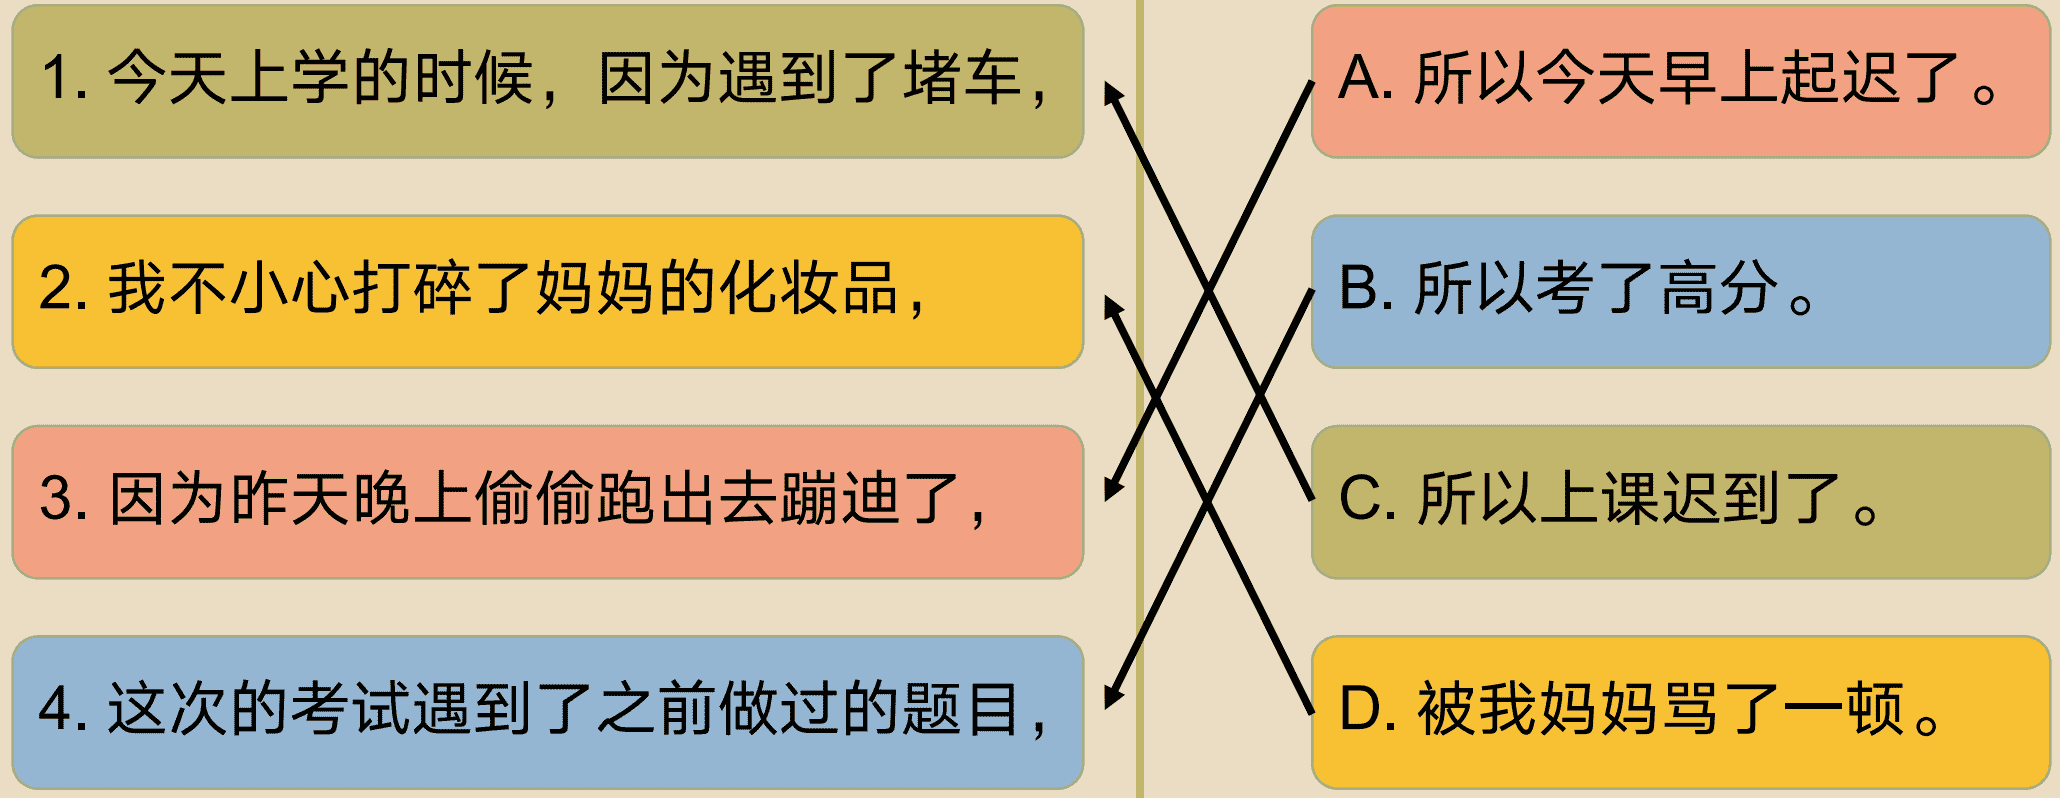 1. 今天上学的时候，因为遇到了堵车，
A. 所以今天早上起迟了。
2. 我不小心打碎了妈妈的化妆品，
B. 所以考了高分。
3. 因为昨天晚上偷偷跑出去蹦迪了，
C. 所以上课迟到了。
4. 这次的考试遇到了之前做过的题目，
D. 被我妈妈骂了一顿。